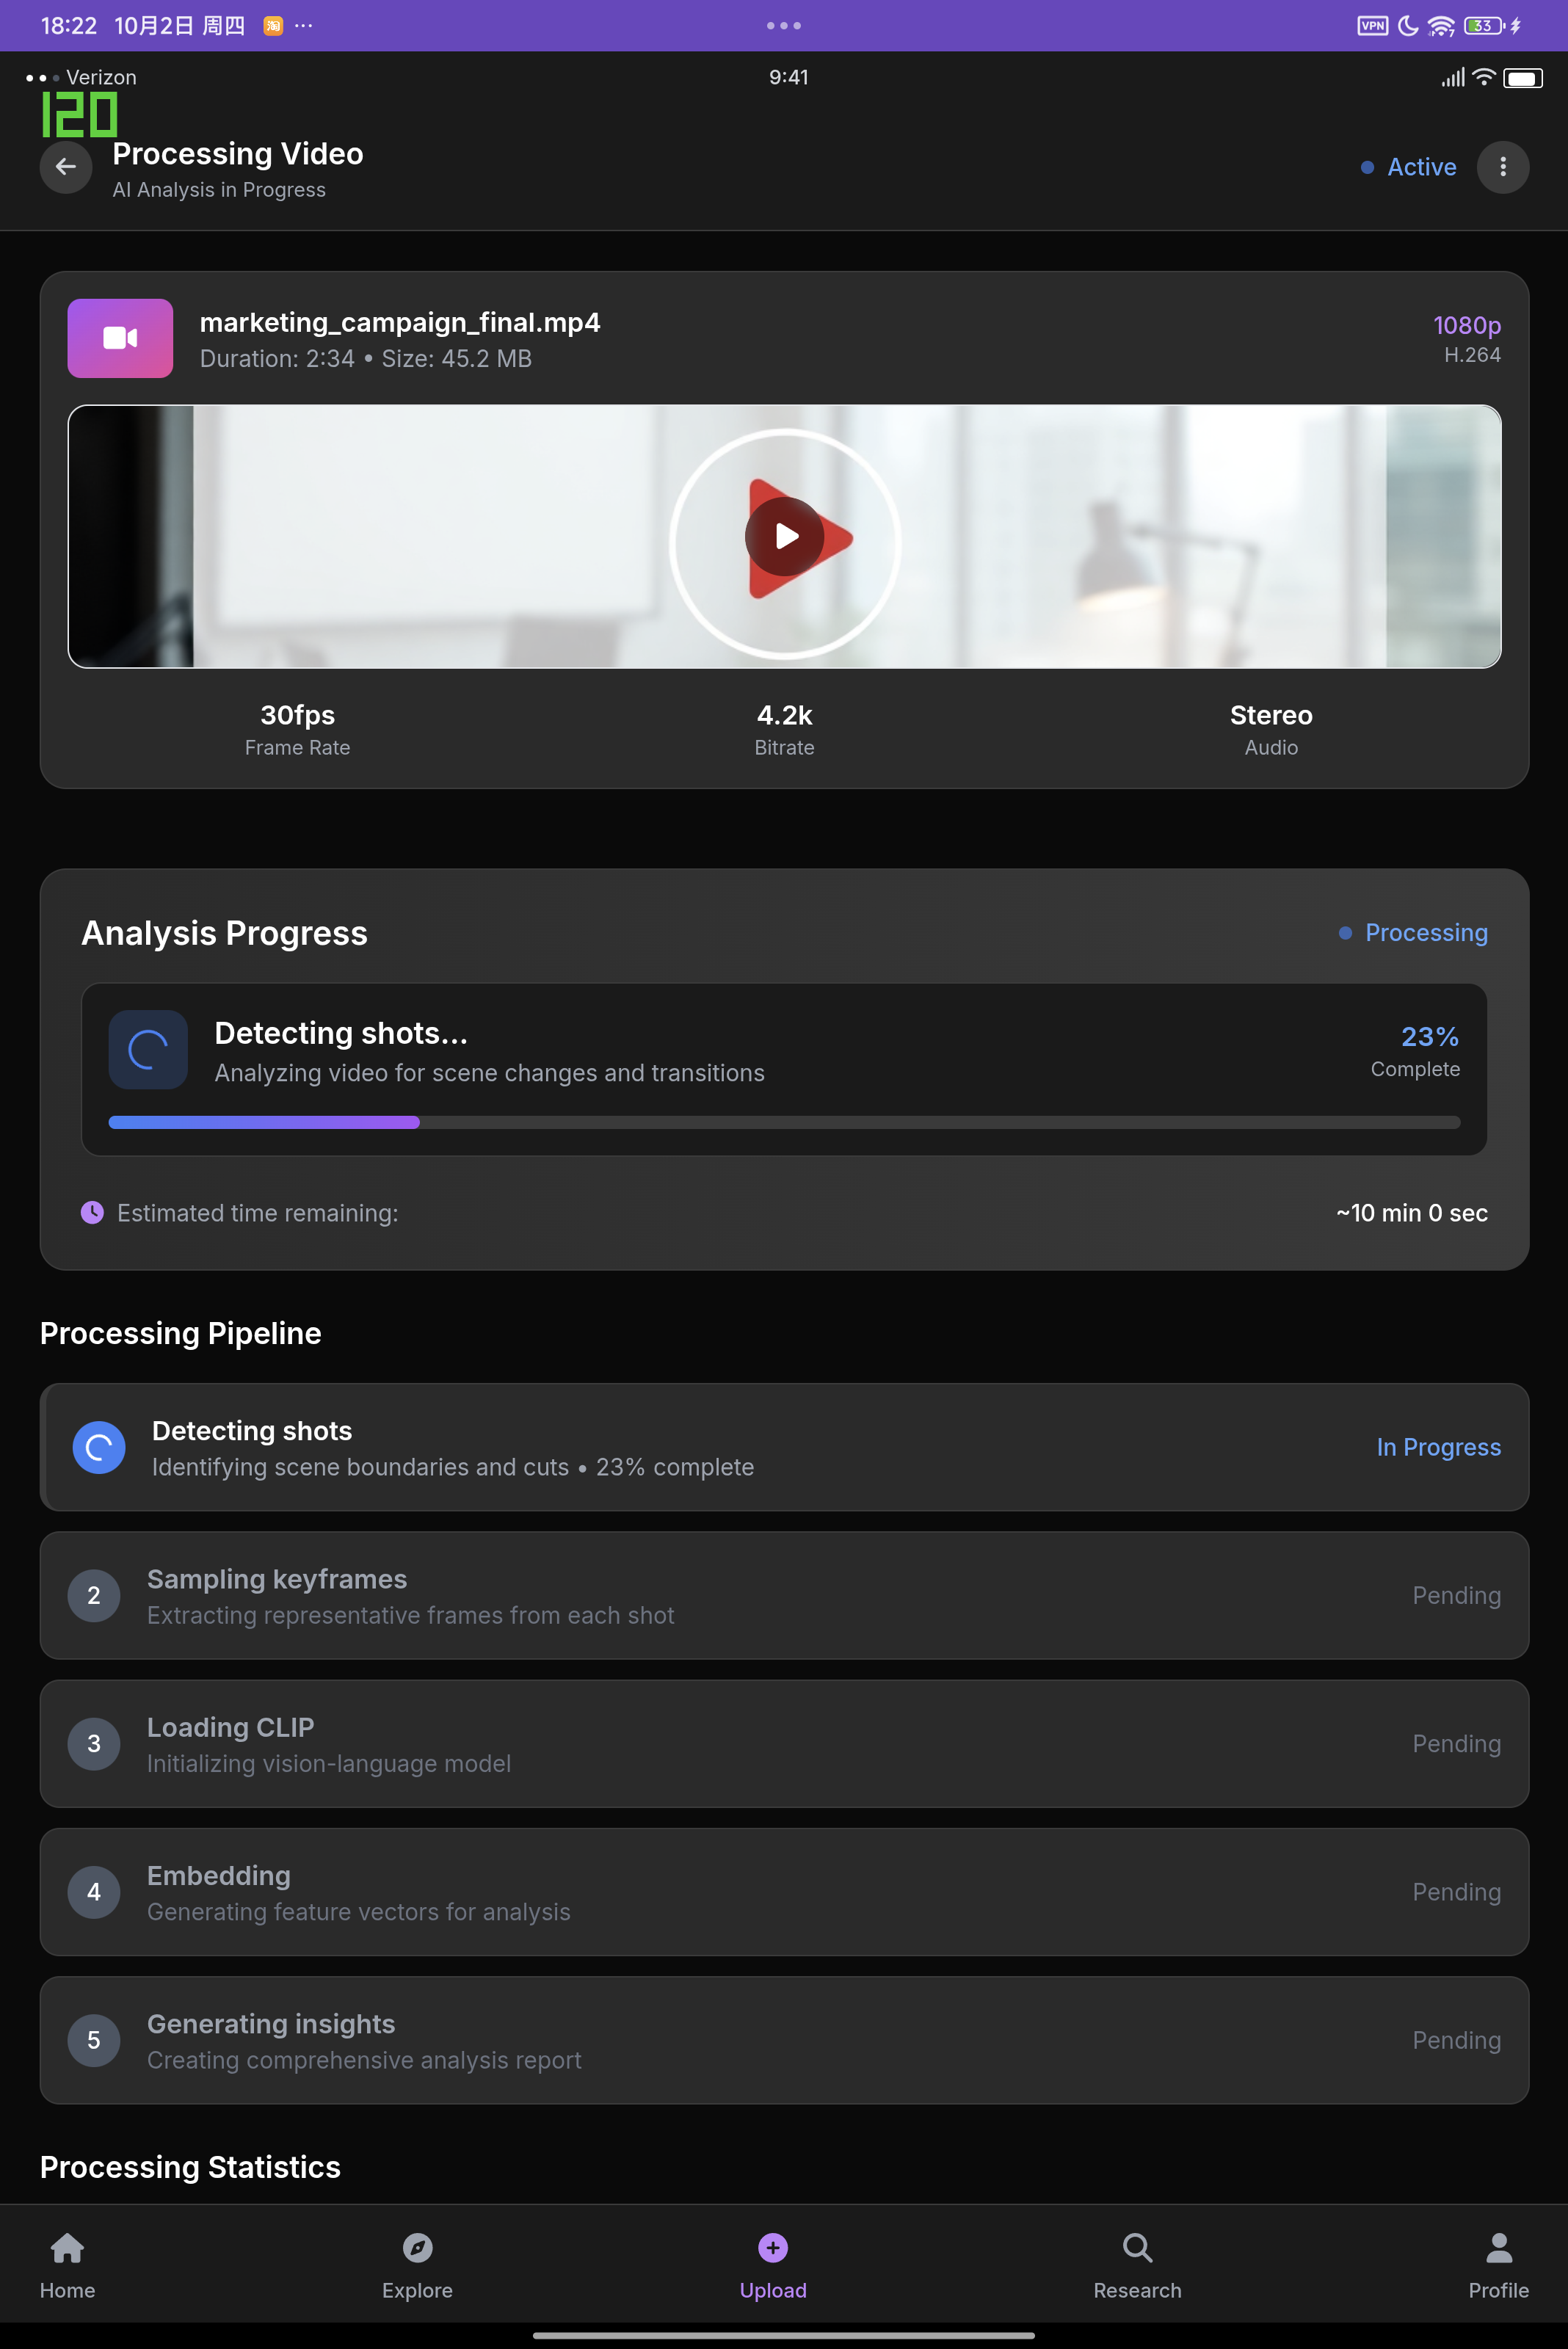 18:22 10月2日 周四 淘 ···
VPN 7 33
Verizon 9:41
120
Processing Video
AI Analysis in Progress
Active
marketing_campaign_final.mp4
Duration: 2:34 • Size: 45.2 MB
1080p
H.264
30fps 4.2k Stereo
Frame Rate Bitrate Audio
Analysis Progress
Processing
Detecting shots...
Analyzing video for scene changes and transitions
23%
Complete
Estimated time remaining: ~10 min 0 sec
Processing Pipeline
Detecting shots
Identifying scene boundaries and cuts • 23% complete
In Progress
2
Sampling keyframes
Extracting representative frames from each shot
Pending
3
Loading CLIP
Initializing vision-language model
Pending
4
Embedding
Generating feature vectors for analysis
Pending
5
Generating insights
Creating comprehensive analysis report
Pending
Processing Statistics
Home Explore Upload Research Profile